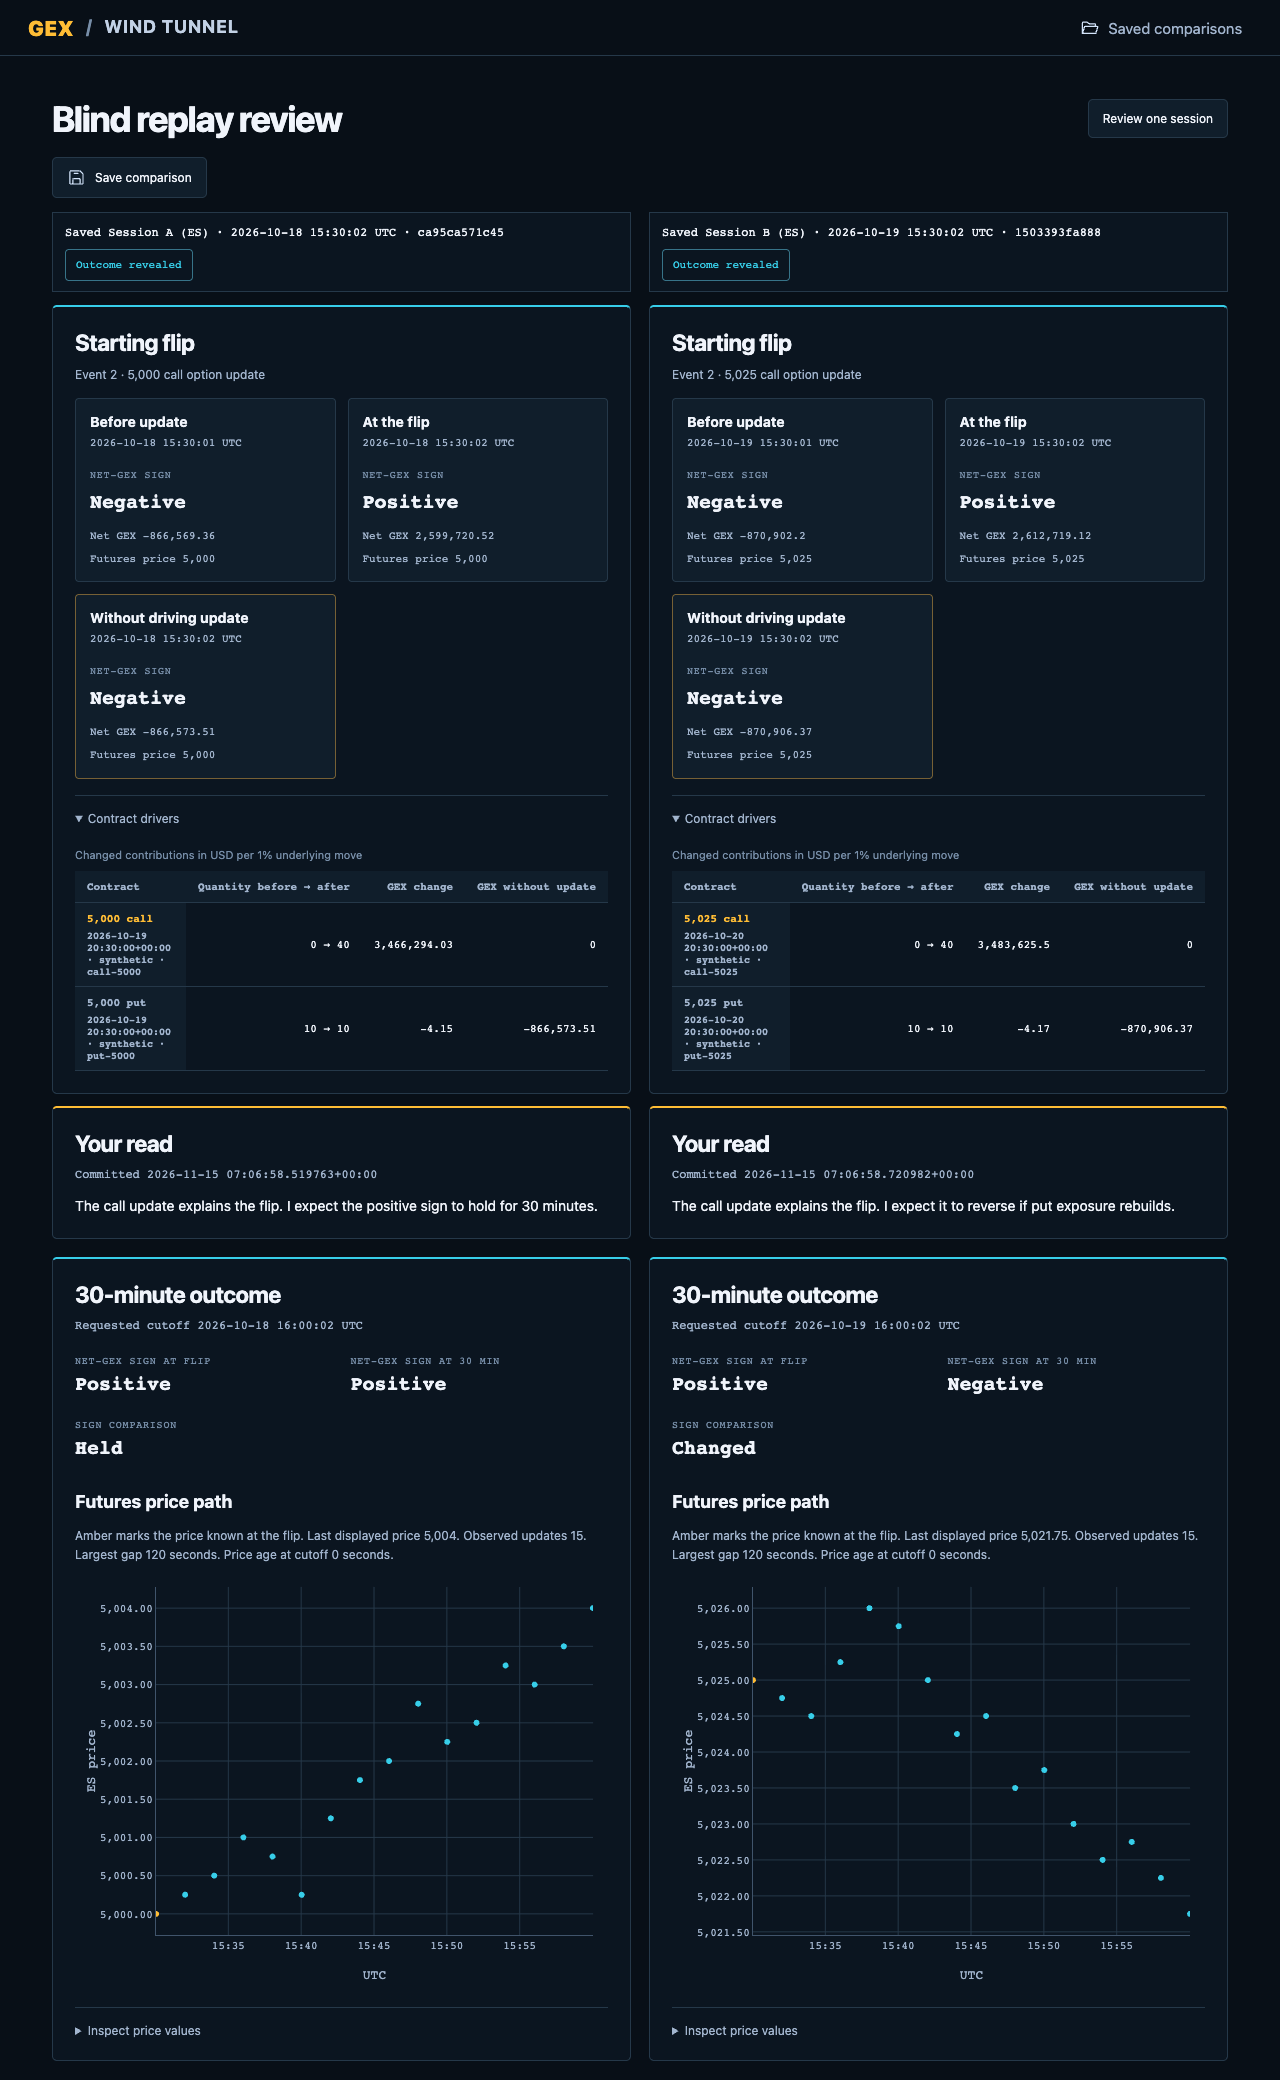 GEX / WIND TUNNEL
Saved comparisons
Blind replay review
Review one session
Save comparison
Saved Session A (ES) · 2026-10-18 15:30:02 UTC · ca95ca571c45
Outcome revealed
Saved Session B (ES) · 2026-10-19 15:30:02 UTC · 1503393fa888
Outcome revealed
Starting flip
Event 2 · 5,000 call option update
Before update
2026-10-18 15:30:01 UTC
NET-GEX SIGN
Negative
Net GEX -866,569.36
Futures price 5,000
At the flip
2026-10-18 15:30:02 UTC
NET-GEX SIGN
Positive
Net GEX 2,599,720.52
Futures price 5,000
Without driving update
2026-10-18 15:30:02 UTC
NET-GEX SIGN
Negative
Net GEX -866,573.51
Futures price 5,000
▼ Contract drivers
Changed contributions in USD per 1% underlying move
Contract Quantity before → after GEX change GEX without update
5,000 call
2026-10-19
20:30:00+00:00
· synthetic ·
call-5000
0 → 40 3,466,294.03 0
5,000 put
2026-10-19
20:30:00+00:00
· synthetic ·
put-5000
10 → 10 -4.15 -866,573.51
Starting flip
Event 2 · 5,025 call option update
Before update
2026-10-19 15:30:01 UTC
NET-GEX SIGN
Negative
Net GEX -870,902.2
Futures price 5,025
At the flip
2026-10-19 15:30:02 UTC
NET-GEX SIGN
Positive
Net GEX 2,612,719.12
Futures price 5,025
Without driving update
2026-10-19 15:30:02 UTC
NET-GEX SIGN
Negative
Net GEX -870,906.37
Futures price 5,025
▼ Contract drivers
Changed contributions in USD per 1% underlying move
Contract Quantity before → after GEX change GEX without update
5,025 call
2026-10-20
20:30:00+00:00
· synthetic ·
call-5025
0 → 40 3,483,625.5 0
5,025 put
2026-10-20
20:30:00+00:00
· synthetic ·
put-5025
10 → 10 -4.17 -870,906.37
Your read
Committed 2026-11-15 07:06:58.519763+00:00
The call update explains the flip. I expect the positive sign to hold for 30 minutes.
Your read
Committed 2026-11-15 07:06:58.720982+00:00
The call update explains the flip. I expect it to reverse if put exposure rebuilds.
30-minute outcome
Requested cutoff 2026-10-18 16:00:02 UTC
NET-GEX SIGN AT FLIP
Positive
NET-GEX SIGN AT 30 MIN
Positive
SIGN COMPARISON
Held
Futures price path
Amber marks the price known at the flip. Last displayed price 5,004. Observed updates 15.
Largest gap 120 seconds. Price age at cutoff 0 seconds.
5,004.00
5,003.50
5,003.00
5,002.50
5,002.00
5,001.50
5,001.00
5,000.50
5,000.00
ES price
15:35 15:40 15:45 15:50 15:55
UTC
▶ Inspect price values
30-minute outcome
Requested cutoff 2026-10-19 16:00:02 UTC
NET-GEX SIGN AT FLIP
Positive
NET-GEX SIGN AT 30 MIN
Negative
SIGN COMPARISON
Changed
Futures price path
Amber marks the price known at the flip. Last displayed price 5,021.75. Observed updates 15.
Largest gap 120 seconds. Price age at cutoff 0 seconds.
5,026.00
5,025.50
5,025.00
5,024.50
5,024.00
5,023.50
5,023.00
5,022.50
5,022.00
5,021.50
ES price
15:35 15:40 15:45 15:50 15:55
UTC
▶ Inspect price values